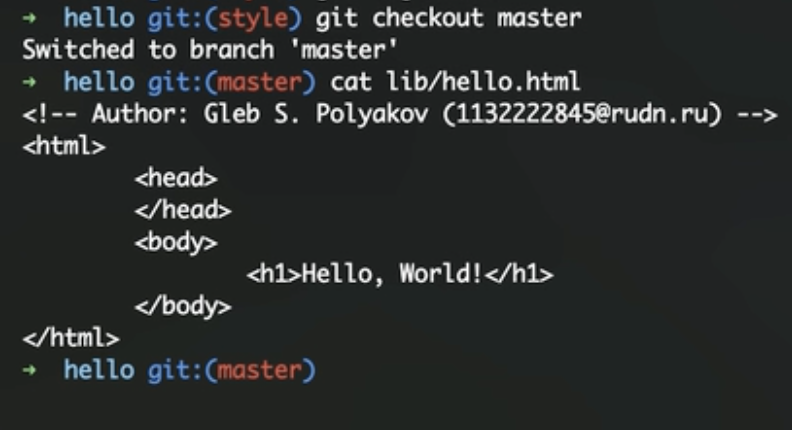 ➜  hello git:(style) git checkout master
Switched to branch 'master'
➜  hello git:(master) cat lib/hello.html
<!-- Author: Gleb S. Polyakov (1132222845@rudn.ru) -->
<html>
        <head>
        </head>
        <body>
                <h1>Hello, World!</h1>
        </body>
</html>
➜  hello git:(master)